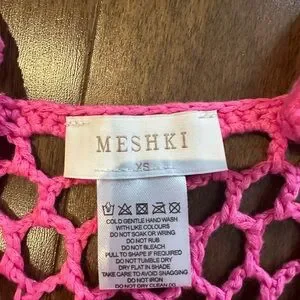 MESHKI
XS
COLD GENTLE HAND WASH
WITH LIKE COLOURS
DO NOT SOAK OR WRING
DO NOT RUB
DO NOT BLEACH
PULL TO SHAPE IF REQUIRED
DO NOT TUMBLE DRY
DRY FLAT IN SHADE
TAKE CARE TO AVOID SNAGGING
DO NOT IRON
DO NOT DRY CLEAN